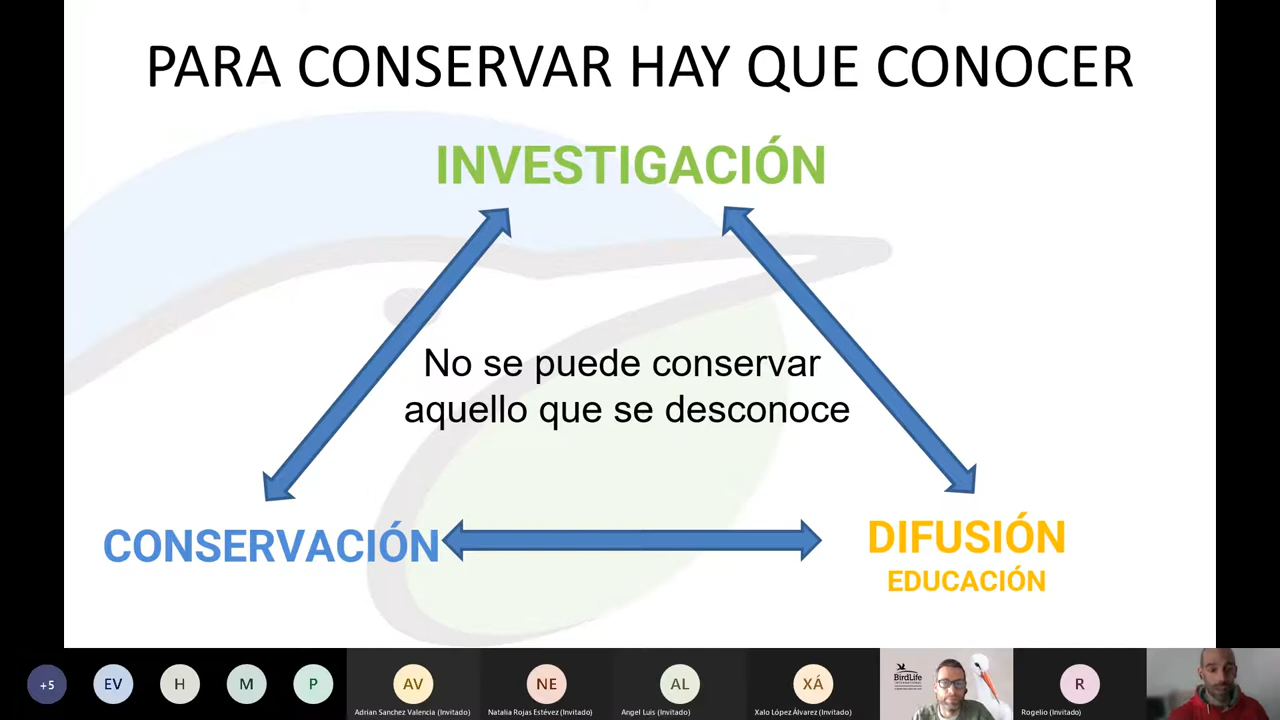 PARA CONSERVAR HAY QUE CONOCER
INVESTIGACIÓN
No se puede conservar
aquello que se desconoce
CONSERVACIÓN
DIFUSIÓN
EDUCACIÓN
+5
EV
H
M
P
AV
Adrian Sanchez Valencia (Invitado)
NE
Natalia Rojas Estévez (Invitado)
AL
Angel Luis (Invitado)
XÁ
Xalo López Álvarez (Invitado)
BirdLife
INTERNATIONAL
R
Rogelio (Invitado)